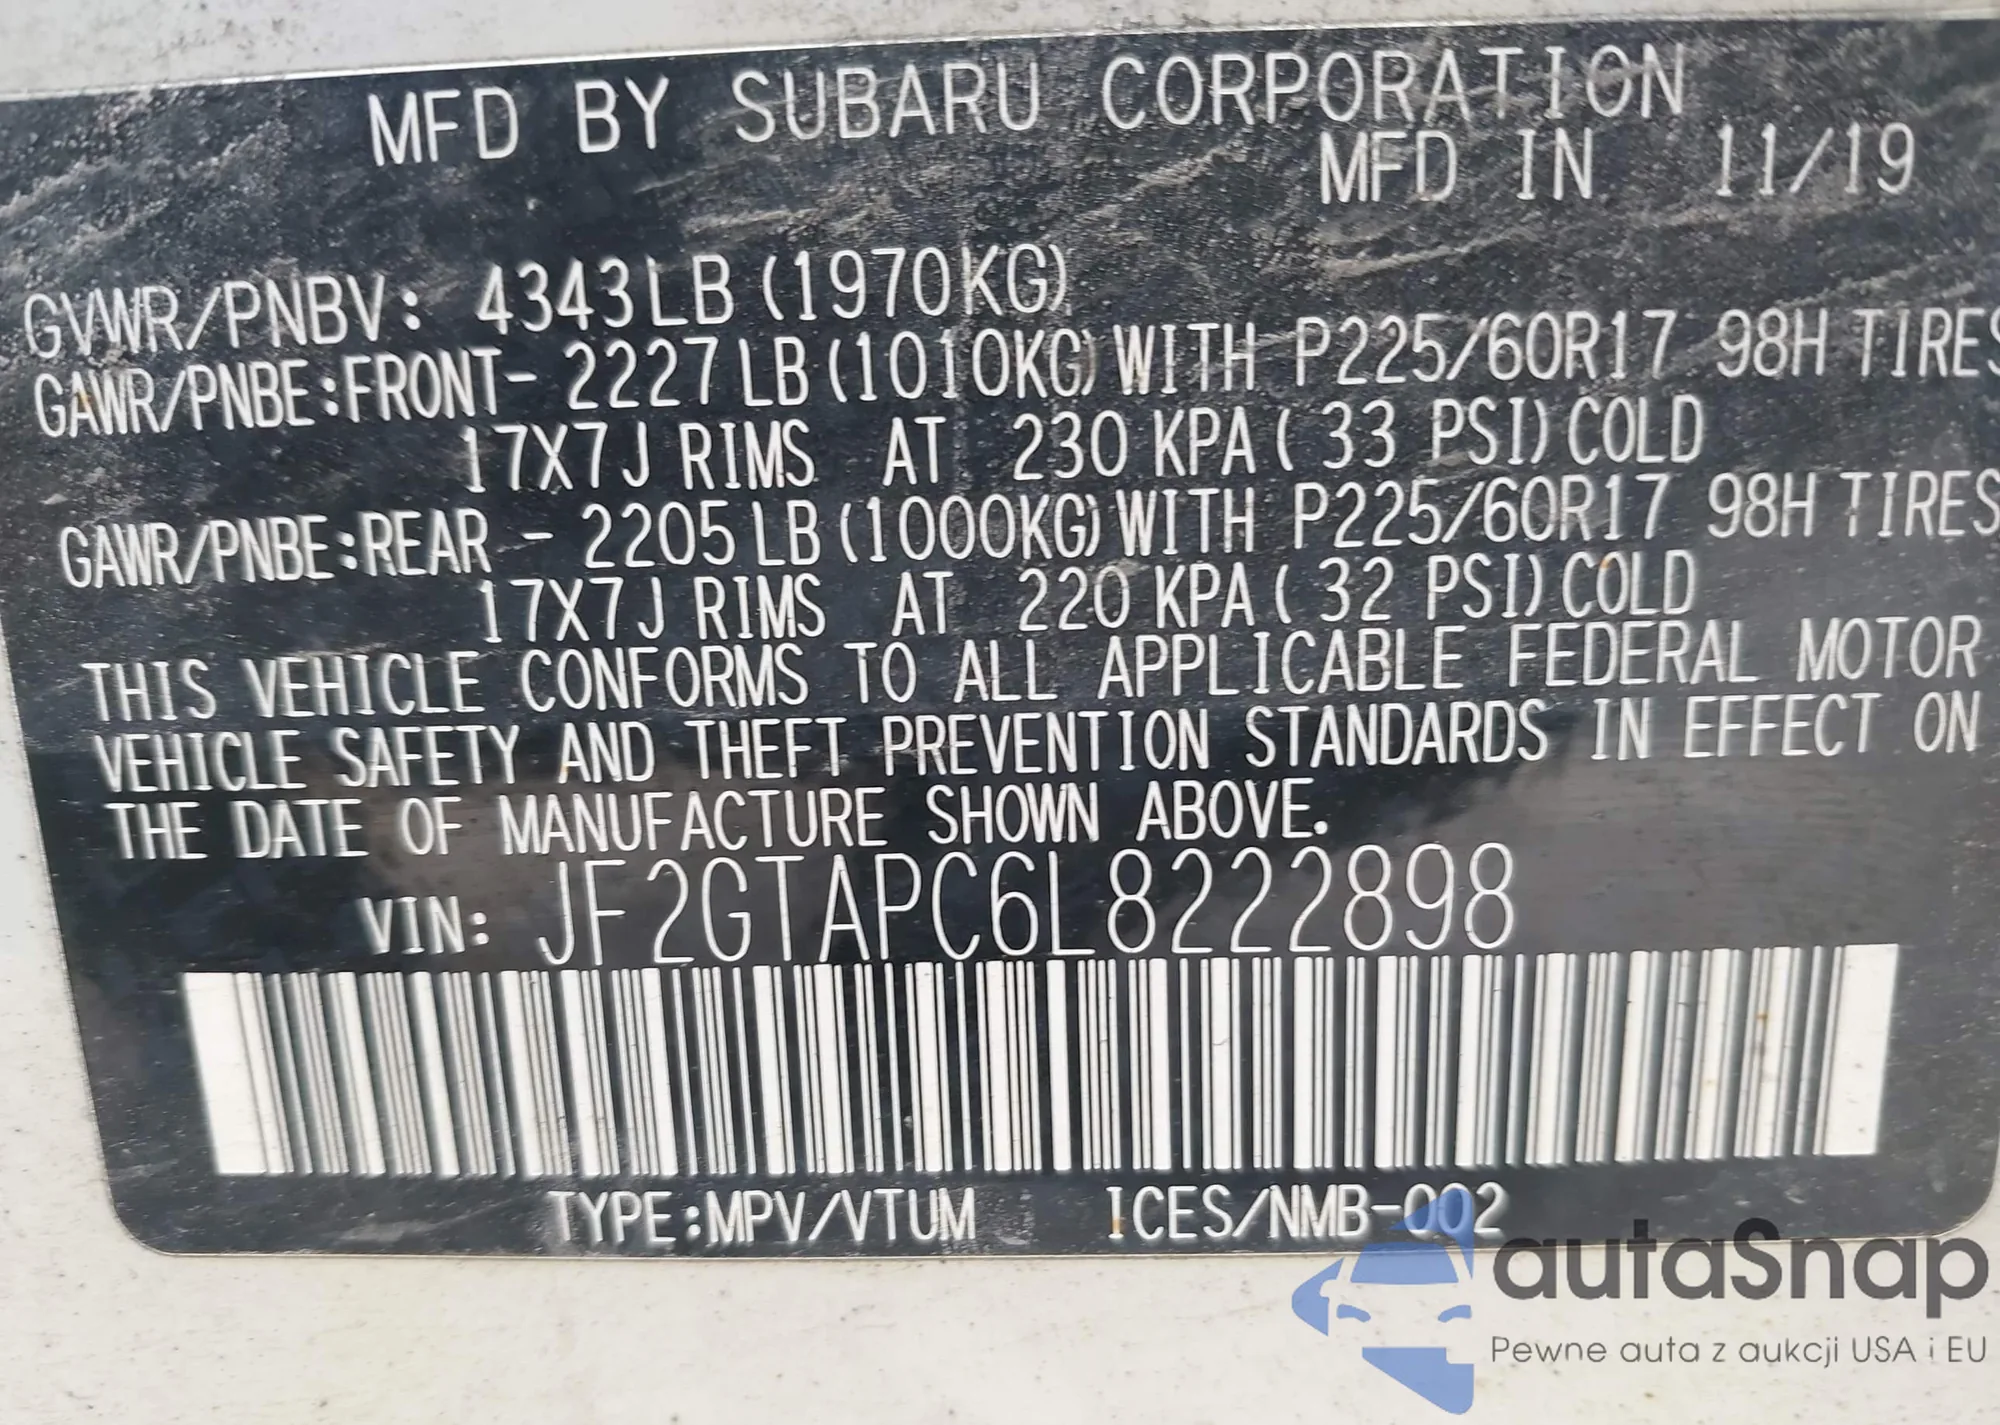 MFD BY SUBARU CORPORATION
MFD IN 11/19
GVWR/PNBV: 4343LB (1970KG)
GAWR/PNBE:FRONT- 2227LB (1010KG) WITH P225/60R17 98H TIRES
17X7J RIMS AT 230 KPA ( 33 PSI) COLD
GAWR/PNBE:REAR - 2205LB (1000KG) WITH P225/60R17 98H TIRES
17X7J RIMS AT 220 KPA ( 32 PSI) COLD
THIS VEHICLE CONFORMS TO ALL APPLICABLE FEDERAL MOTOR
VEHICLE SAFETY AND THEFT PREVENTION STANDARDS IN EFFECT ON
THE DATE OF MANUFACTURE SHOWN ABOVE.
VIN: JF2GTAPC6L8222898
TYPE:MPV/VTUM ICES/NMB-002
autaSnap
Pewne auta z aukcji USA i EU